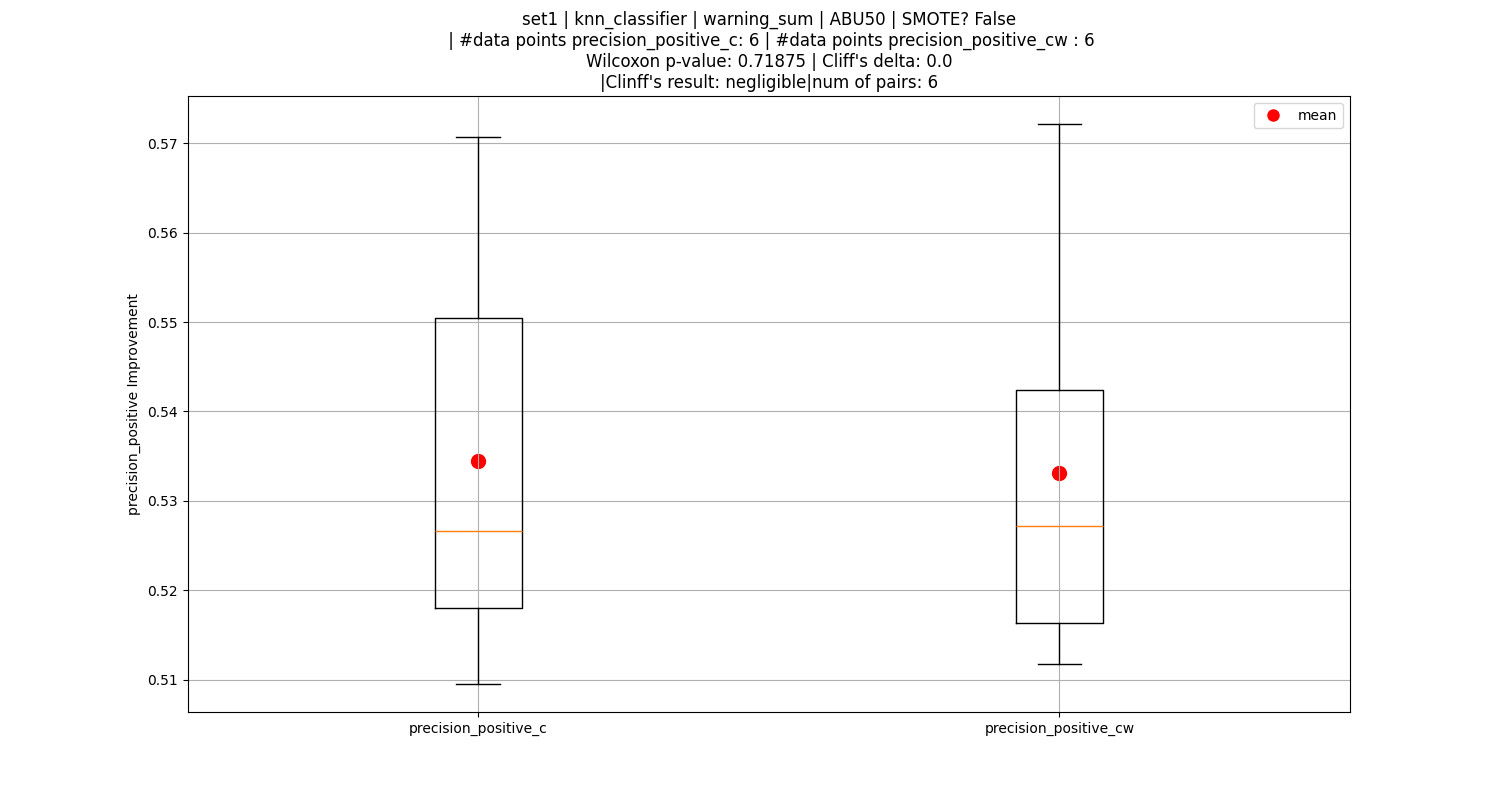 set1 | knn_classifier | warning_sum | ABU50 | SMOTE? False
| #data points precision_positive_c: 6 | #data points precision_positive_cw : 6
Wilcoxon p-value: 0.71875 | Cliff's delta: 0.0
|Clinff's result: negligible|num of pairs: 6
mean
0.57
0.56
0.55
0.54
0.53
0.52
0.51
precision_positive Improvement
precision_positive_c
precision_positive_cw